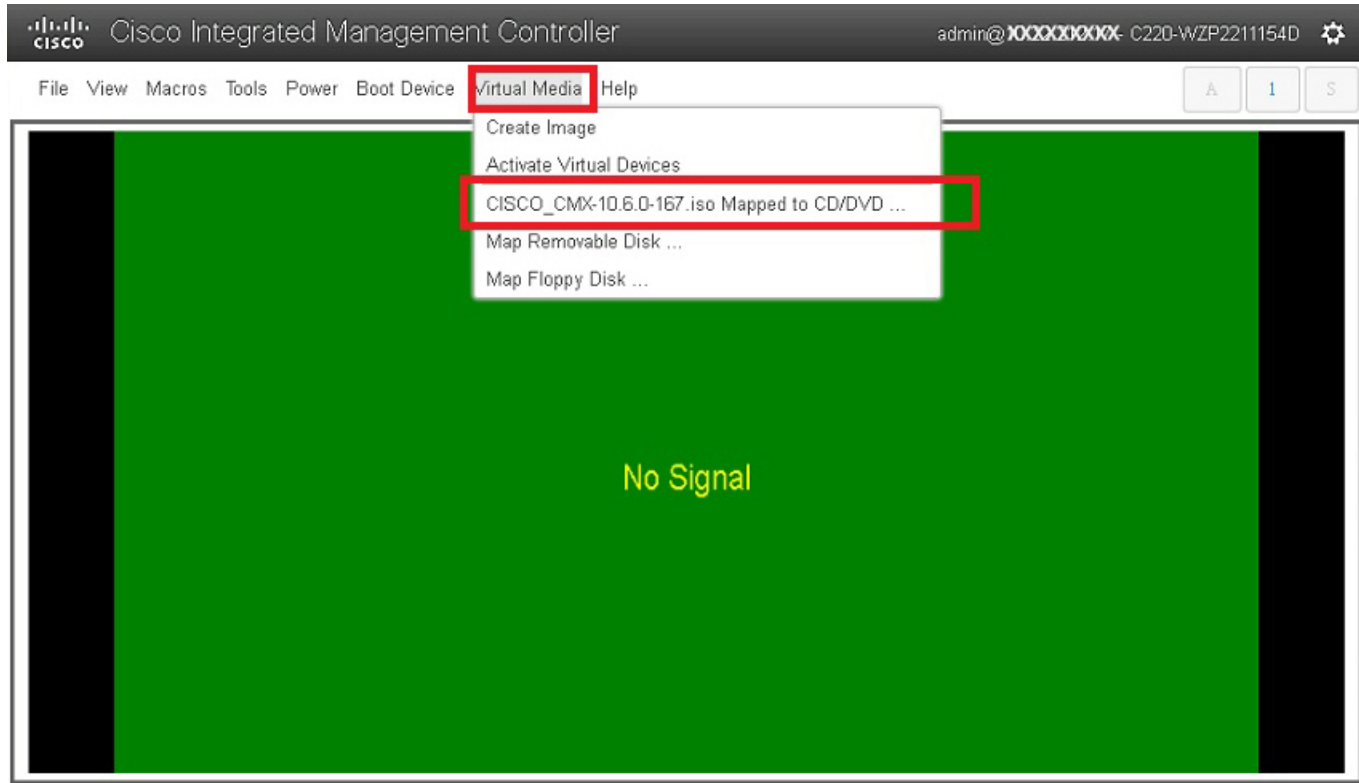 cisco Cisco Integrated Management Controller admin@XXXXXXXXX- C220-WZP2211154D
File View Macros Tools Power Boot Device Virtual Media Help A 1 S
Create Image
Activate Virtual Devices
CISCO_CMX-10.6.0-167.iso Mapped to CD/DVD ...
Map Removable Disk ...
Map Floppy Disk ...
No Signal